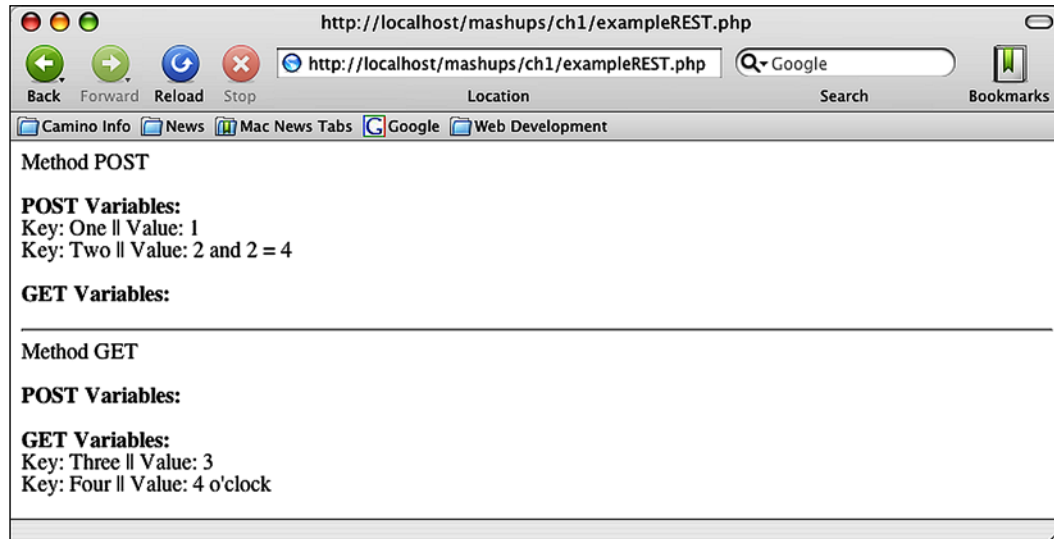 http://localhost/mashups/ch1/exampleREST.php
http://localhost/mashups/ch1/exampleREST.php
Google
Back Forward Reload Stop Location Search Bookmarks
Camino Info News Mac News Tabs G Google Web Development
Method POST
POST Variables:
Key: One || Value: 1
Key: Two || Value: 2 and 2 = 4
GET Variables:
Method GET
POST Variables:
GET Variables:
Key: Three || Value: 3
Key: Four || Value: 4 o'clock